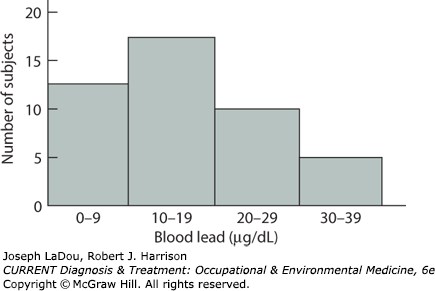 20
15
10
5
0
Number of subjects
0–9 10–19 20–29 30–39
Blood lead (μg/dL)
Joseph LaDou, Robert J. Harrison
CURRENT Diagnosis & Treatment: Occupational & Environmental Medicine, 6e
Copyright © McGraw Hill. All rights reserved.